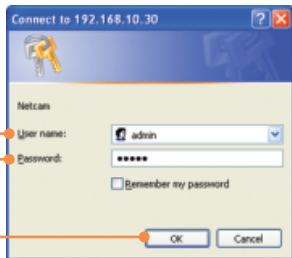 Connect to 192.168.10.30
Netcam
User name:
admin
Password:
•••••
Remember my password
OK
Cancel